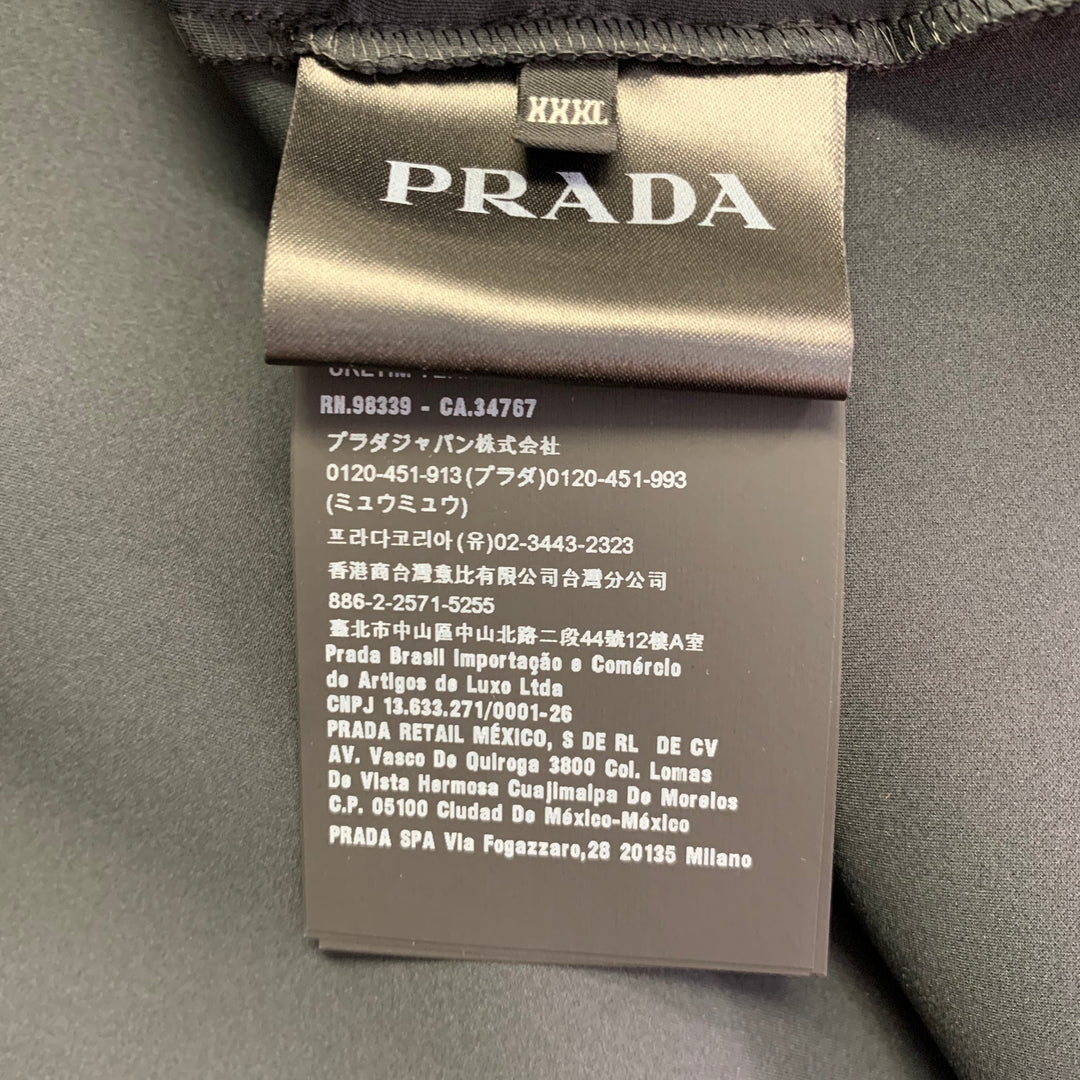 XXXL
PRADA
RN.98339 - CA.34767
プラダジャパン株式会社
0120-451-913(プラダ)0120-451-993
(ミュウミュウ)
프라다코리아(유)02-3443-2323
香港商台灣意比有限公司台灣分公司
886-2-2571-5255
臺北市中山區中山北路二段44號12樓A室
Prada Brasil Importação e Comércio
de Artigos de Luxo Ltda
CNPJ 13.633.271/0001-26
PRADA RETAIL MÉXICO, S DE RL DE CV
AV. Vasco De Quiroga 3800 Col. Lomas
De Vista Hermosa Cuajimalpa De Morelos
C.P. 05100 Ciudad De México-México
PRADA SPA Via Fogazzaro,28 20135 Milano